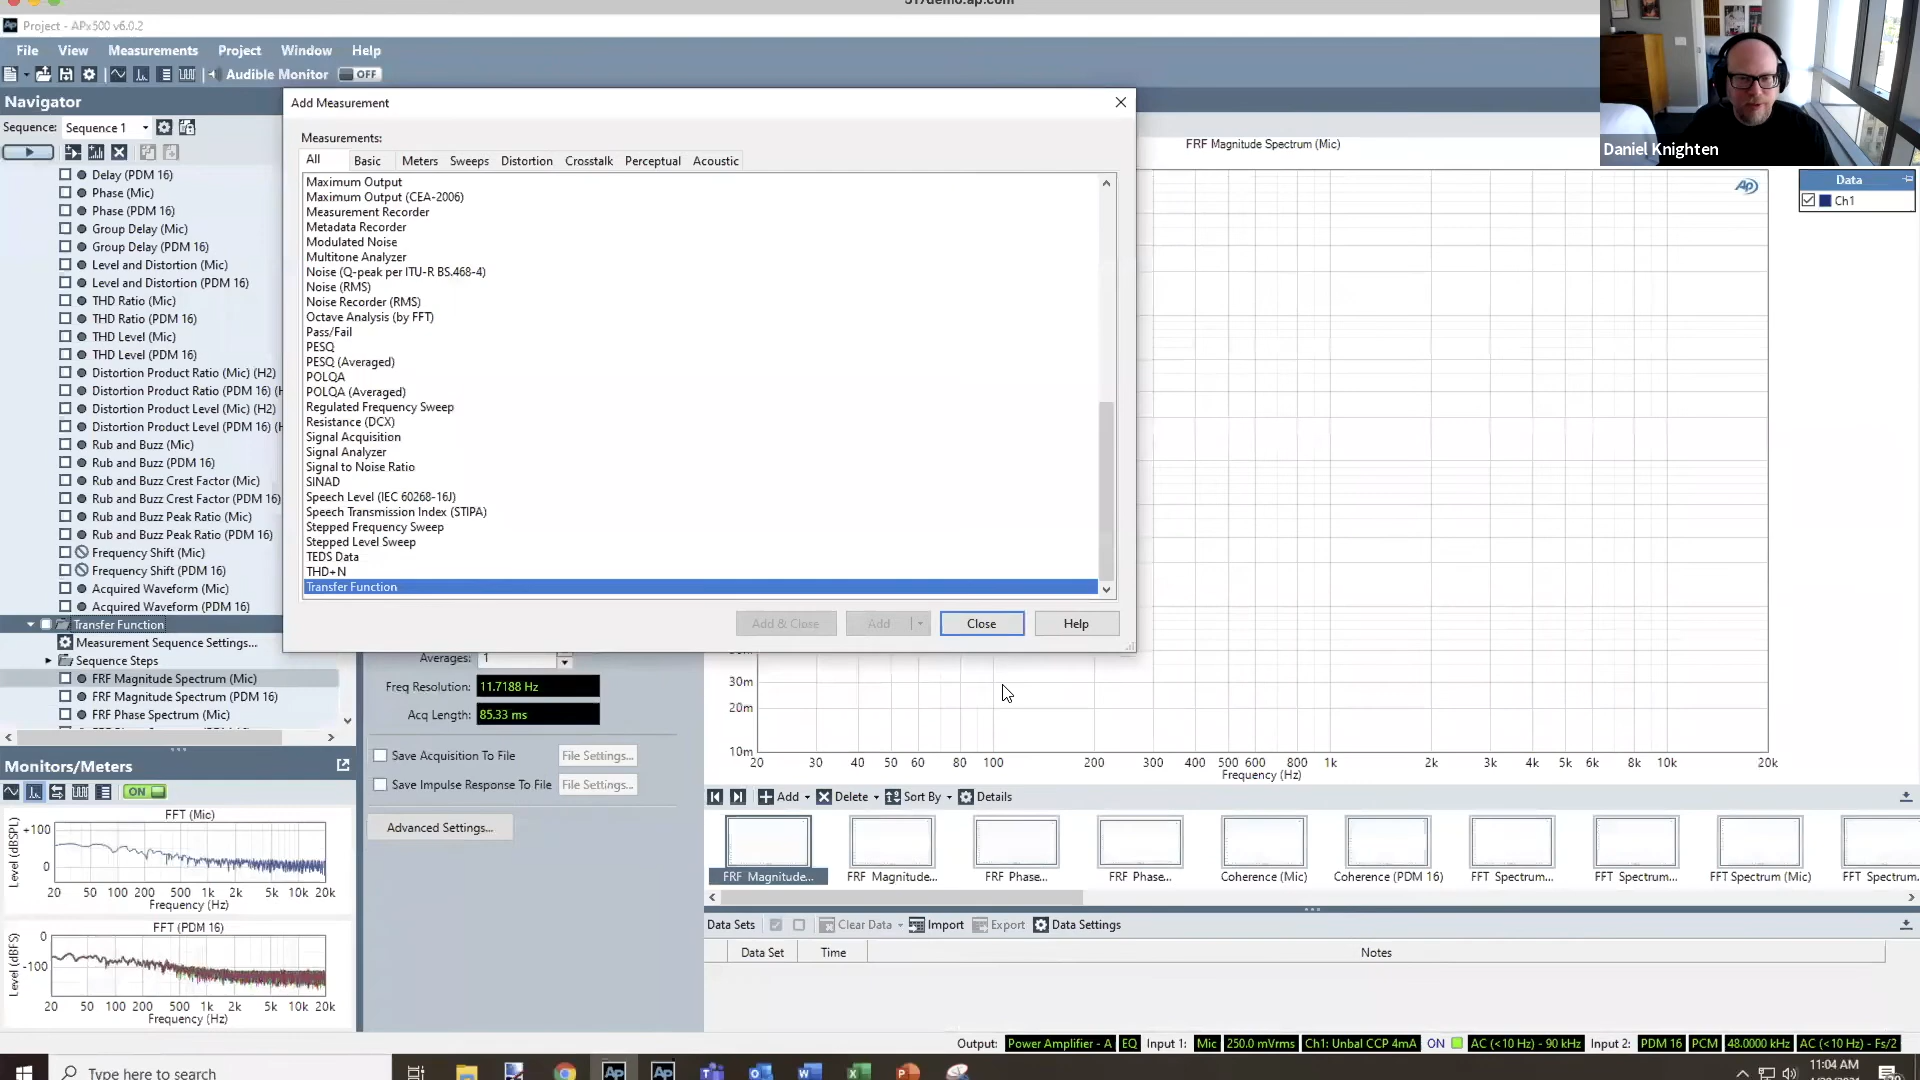 517demo.ap.com
Project - APx500 v6.0.2
File View Measurements Project Window Help
Audible Monitor OFF
Navigator
Sequence: Sequence 1
Delay (PDM 16)
Phase (Mic)
Phase (PDM 16)
Group Delay (Mic)
Group Delay (PDM 16)
Level and Distortion (Mic)
Level and Distortion (PDM 16)
THD Ratio (Mic)
THD Ratio (PDM 16)
THD Level (Mic)
THD Level (PDM 16)
Distortion Product Ratio (Mic) (H2)
Distortion Product Ratio (PDM 16) (H
Distortion Product Level (Mic) (H2)
Distortion Product Level (PDM 16) (H
Rub and Buzz (Mic)
Rub and Buzz (PDM 16)
Rub and Buzz Crest Factor (Mic)
Rub and Buzz Crest Factor (PDM 16)
Rub and Buzz Peak Ratio (Mic)
Rub and Buzz Peak Ratio (PDM 16)
Frequency Shift (Mic)
Frequency Shift (PDM 16)
Acquired Waveform (Mic)
Acquired Waveform (PDM 16)
Transfer Function
Measurement Sequence Settings...
Sequence Steps
FRF Magnitude Spectrum (Mic)
FRF Magnitude Spectrum (PDM 16)
FRF Phase Spectrum (Mic)
Add Measurement
Measurements:
All Basic Meters Sweeps Distortion Crosstalk Perceptual Acoustic
Maximum Output
Maximum Output (CEA-2006)
Measurement Recorder
Metadata Recorder
Modulated Noise
Multitone Analyzer
Noise (Q-peak per ITU-R BS.468-4)
Noise (RMS)
Noise Recorder (RMS)
Octave Analysis (by FFT)
Pass/Fail
PESQ
PESQ (Averaged)
POLQA
POLQA (Averaged)
Regulated Frequency Sweep
Resistance (DCX)
Signal Acquisition
Signal Analyzer
Signal to Noise Ratio
SINAD
Speech Level (IEC 60268-16J)
Speech Transmission Index (STIPA)
Stepped Frequency Sweep
Stepped Level Sweep
TEDS Data
THD+N
Transfer Function
Add & Close Add Close Help
Averages: 1
Freq Resolution: 11.7188 Hz
Acq Length: 85.33 ms
Save Acquisition To File File Settings...
Save Impulse Response To File File Settings...
Advanced Settings...
FRF Magnitude Spectrum (Mic)
Daniel Knighten
Data
Ch1
AP
30m
20m
10m
20 30 40 50 60 80 100 200 300 400 500 600 800 1k 2k 3k 4k 5k 6k 8k 10k 20k
Frequency (Hz)
Add Delete Sort By Details
FRF Magnitude... FRF Magnitude... FRF Phase... FRF Phase... Coherence (Mic) Coherence (PDM 16) FFT Spectrum... FFT Spectrum... FFT Spectrum (Mic) FFT Spectrum.
Data Sets Clear Data Import Export Data Settings
Data Set Time Notes
Monitors/Meters
ON
FFT (Mic)
Level (dBSPL)
+100
0
20 50 100 200 500 1k 2k 5k 10k 20k
Frequency (Hz)
FFT (PDM 16)
Level (dBFS)
0
-100
20 50 100 200 500 1k 2k 5k 10k 20k
Frequency (Hz)
Output: Power Amplifier - A EQ Input 1: Mic 250.0 mVrms Ch1: Unbal CCP 4mA ON AC (<10 Hz) - 90 kHz Input 2: PDM 16 PCM 48.0000 kHz AC (<10 Hz) - Fs/2
Type here to search
11:04 AM